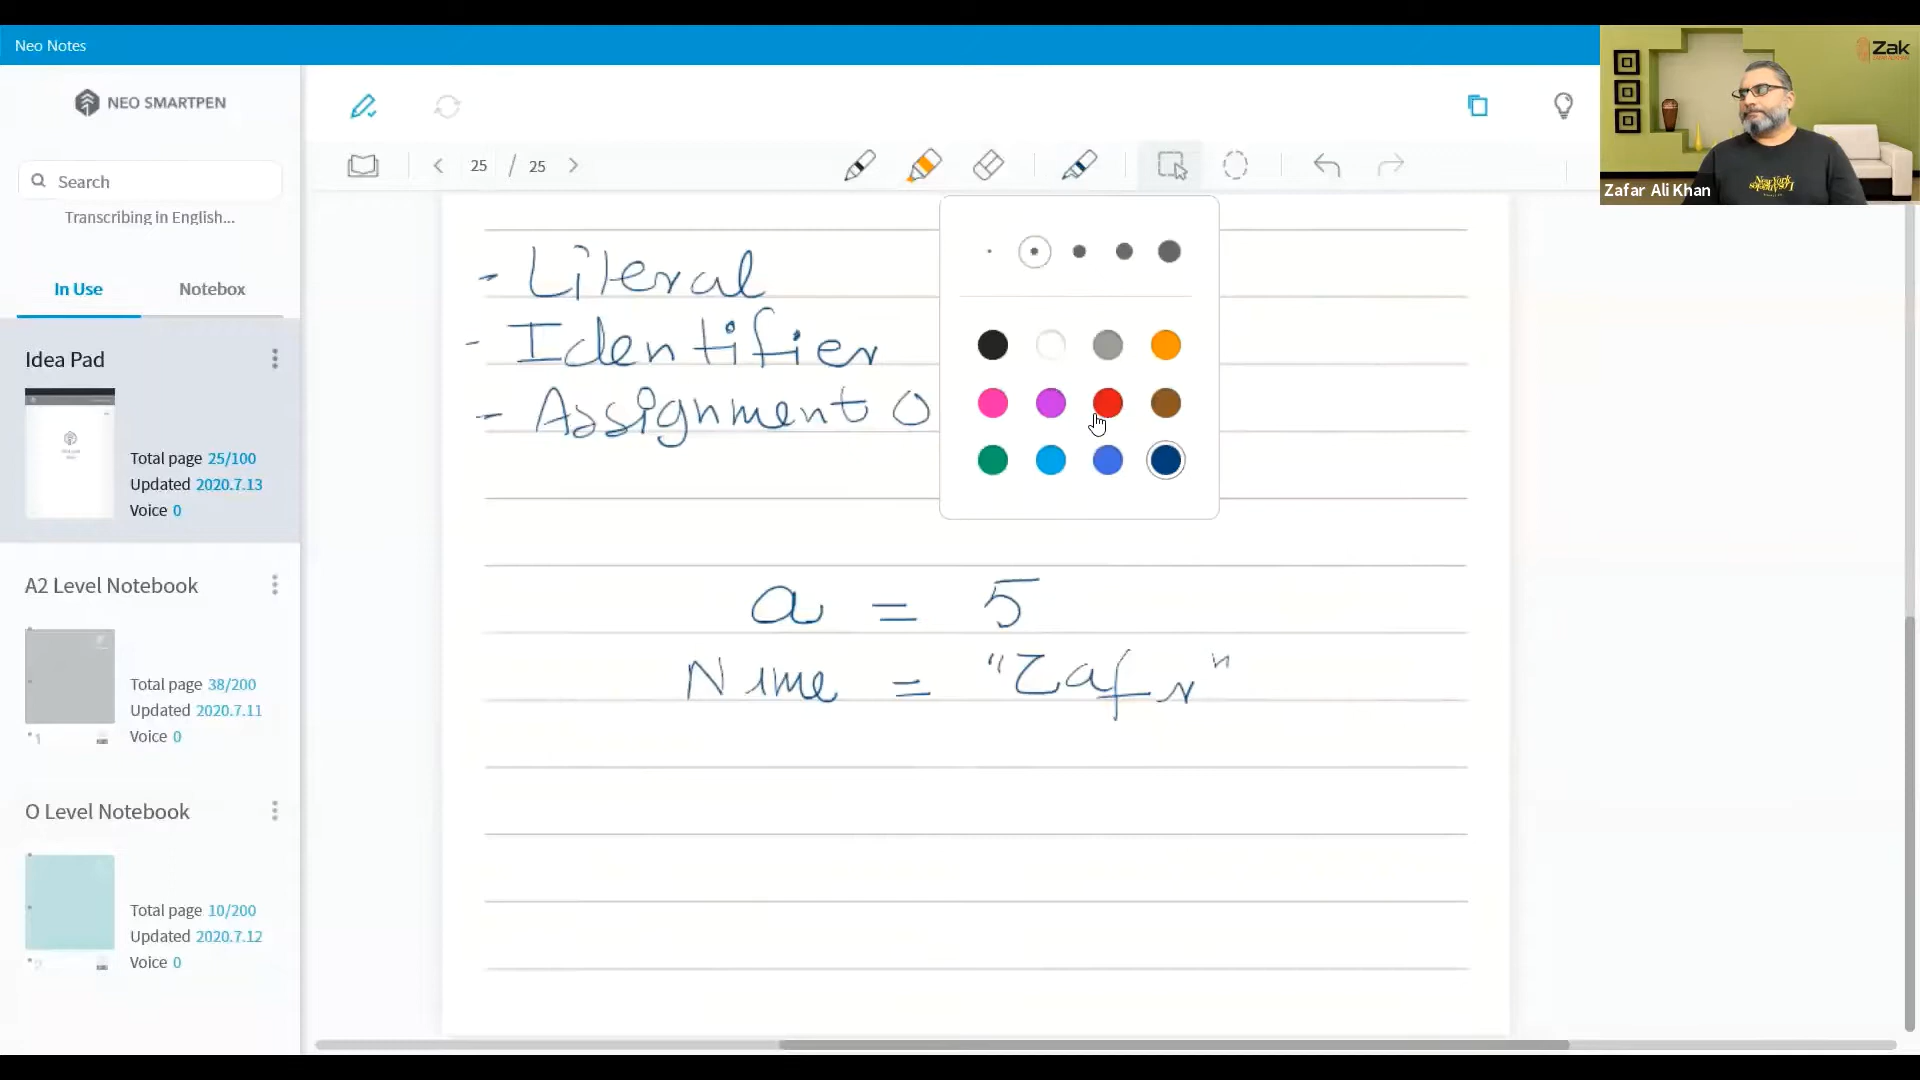 Neo Notes
Zak
NEO SMARTPEN
Search
Transcribing in English...
25 / 25
Zafar Ali Khan
In Use
Notebox
Idea Pad
Total page 25/100
Updated 2020.7.13
Voice 0
A2 Level Notebook
Total page 38/200
Updated 2020.7.11
Voice 0
O Level Notebook
Total page 10/200
Updated 2020.7.12
Voice 0
- Literal
- Identifier
- Assignment O
a = 5
Name = "Zafr"